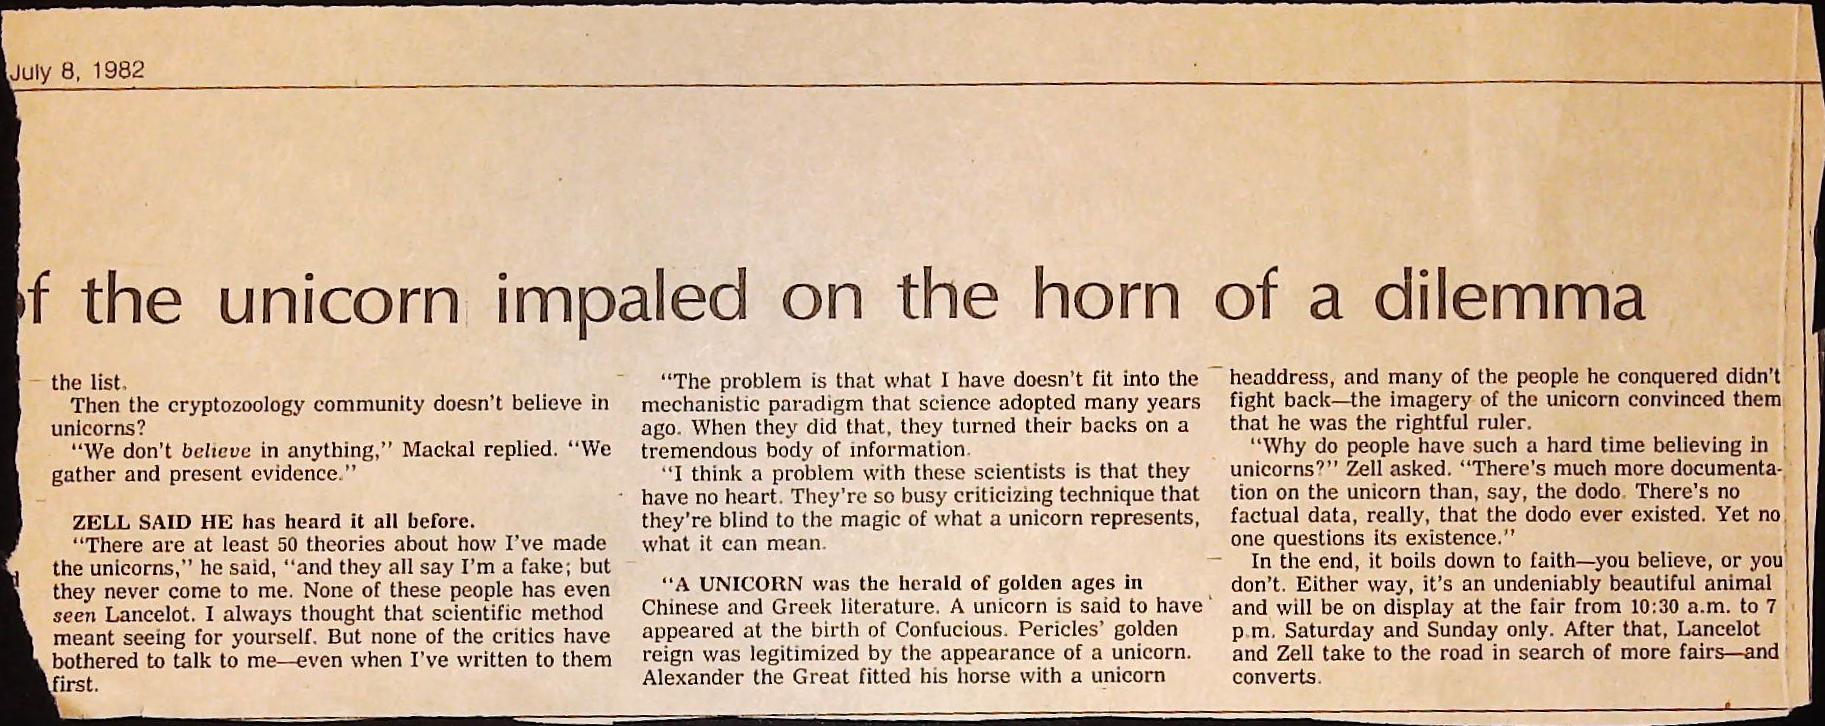 July 8, 1982
of the unicorn impaled on the horn of a dilemma
the list.
Then the cryptozoology community doesn't believe in
unicorns?
"We don't believe in anything," Mackal replied. "We
gather and present evidence."
ZELL SAID HE has heard it all before.
"There are at least 50 theories about how I've made
the unicorns," he said, "and they all say I'm a fake; but
they never come to me. None of these people has even
seen Lancelot. I always thought that scientific method
meant seeing for yourself. But none of the critics have
bothered to talk to me—even when I've written to them
first.
"The problem is that what I have doesn't fit into the
mechanistic paradigm that science adopted many years
ago. When they did that, they turned their backs on a
tremendous body of information.
"I think a problem with these scientists is that they
have no heart. They're so busy criticizing technique that
they're blind to the magic of what a unicorn represents,
what it can mean.
"A UNICORN was the herald of golden ages in
Chinese and Greek literature. A unicorn is said to have
appeared at the birth of Confucious. Pericles' golden
reign was legitimized by the appearance of a unicorn.
Alexander the Great fitted his horse with a unicorn
headdress, and many of the people he conquered didn't
fight back—the imagery of the unicorn convinced them
that he was the rightful ruler.
"Why do people have such a hard time believing in
unicorns?" Zell asked. "There's much more documenta-
tion on the unicorn than, say, the dodo. There's no
factual data, really, that the dodo ever existed. Yet no
one questions its existence."
In the end, it boils down to faith—you believe, or you
don't. Either way, it's an undeniably beautiful animal
and will be on display at the fair from 10:30 a.m. to 7
p.m. Saturday and Sunday only. After that, Lancelot
and Zell take to the road in search of more fairs—and
converts.